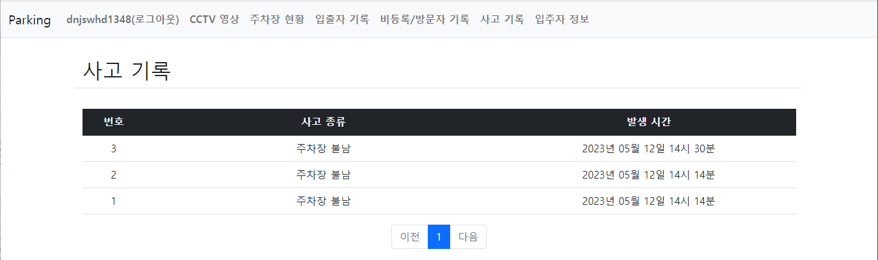 Parking dnjswhd1348(로그아웃) CCTV 영상 주차장 현황 입출자 기록 비등록/방문자 기록 사고 기록 입주자 정보
사고 기록
번호 사고 종류 발생 시간
3 주차장 불남 2023년 05월 12일 14시 30분
2 주차장 불남 2023년 05월 12일 14시 14분
1 주차장 불남 2023년 05월 12일 14시 14분
이전 1 다음